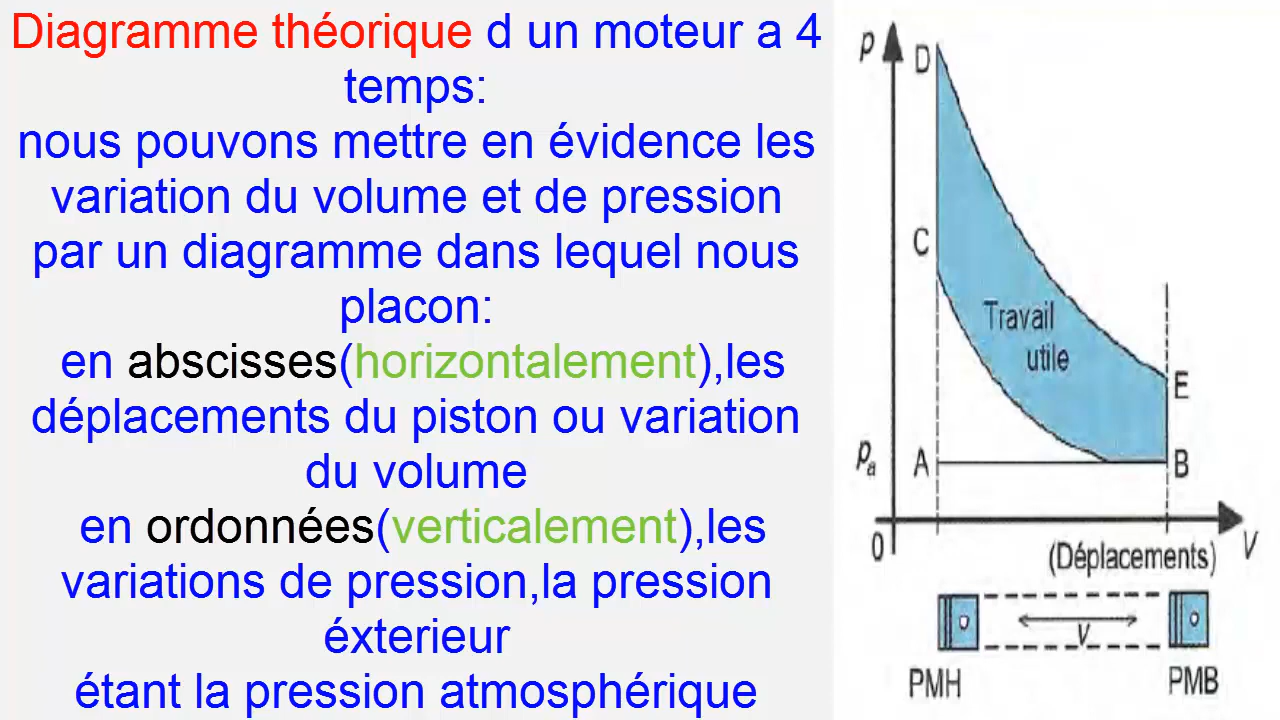 Diagramme théorique d un moteur a 4
temps:
nous pouvons mettre en évidence les
variation du volume et de pression
par un diagramme dans lequel nous
placon:
en abscisses(horizontalement),les
déplacements du piston ou variation
du volume
en ordonnées(verticalement),les
variations de pression,la pression
éxterieur
étant la pression atmosphérique
p
D
C
Travail
utile
E
pa
A
B
0
(Déplacements)
V
V
PMH
PMB